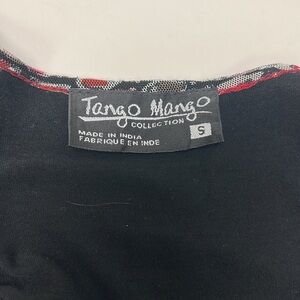 Tango Mango
COLLECTION
MADE IN INDIA
FABRIQUE EN INDE
S